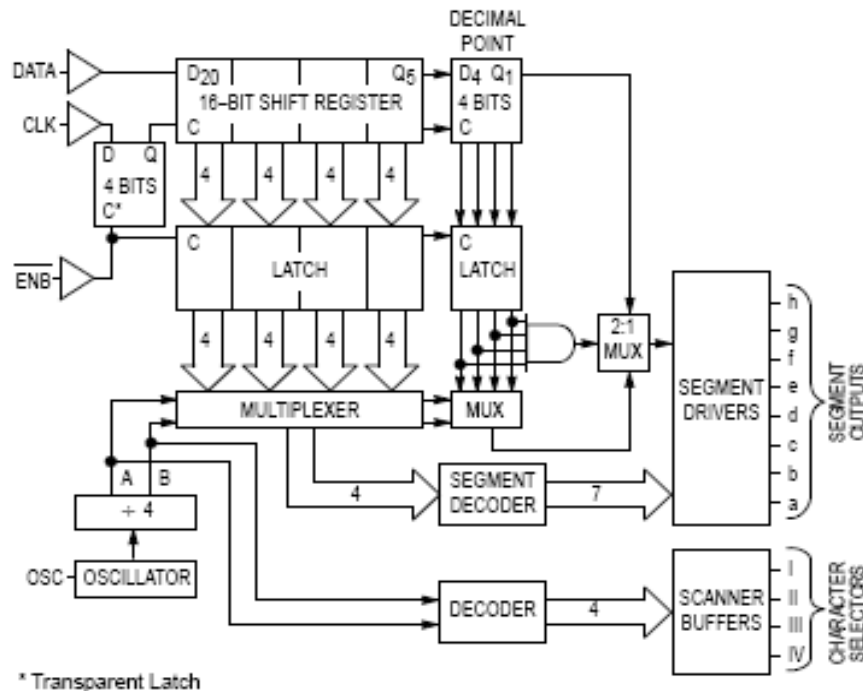 DECIMAL
POINT
DATA
D20
Q5
D4 Q1
16-BIT SHIFT REGISTER
4 BITS
CLK
C
C
D Q
4 BITS
C*
4
4
4
4
ENB
C
C
LATCH
LATCH
4
4
4
4
2:1
MUX
MULTIPLEXER
MUX
SEGMENT
DRIVERS
h
g
f
e
d
c
b
a
SEGMENT
OUTPUTS
A B
÷ 4
4
SEGMENT
DECODER
7
OSC
OSCILLATOR
DECODER
4
SCANNER
BUFFERS
I
II
III
IV
CHARACTER
SELECTORS
* Transparent Latch